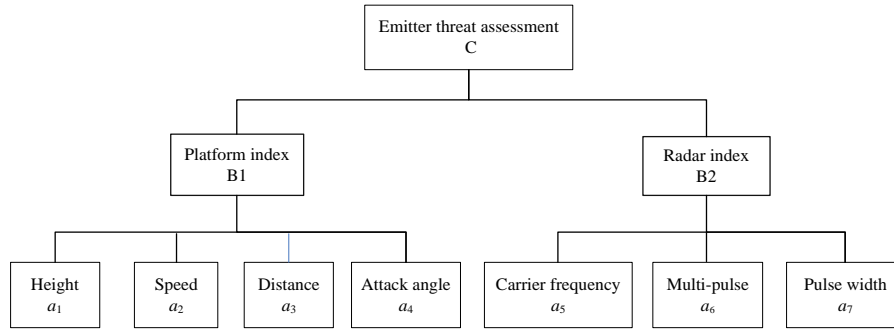 Emitter threat assessment
C
Platform index
B1
Radar index
B2
Height
a1
Speed
a2
Distance
a3
Attack angle
a4
Carrier frequency
a5
Multi-pulse
a6
Pulse width
a7